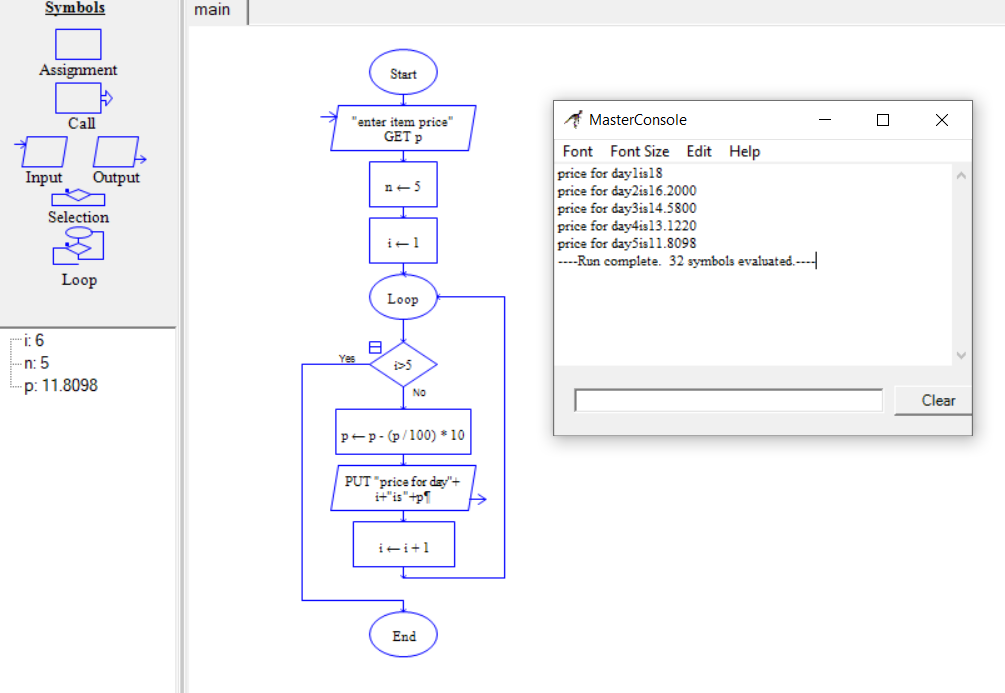 Symbols
Assignment
Call
Input
Output
Selection
Loop
i: 6
n: 5
p: 11.8098
main
Start
"enter item price"
GET p
n ← 5
i ← 1
Loop
Yes
i>5
No
p ← p - (p / 100) * 10
PUT "price for day"+
i+"is"+p¶
i ← i + 1
End
MasterConsole
Font Font Size Edit Help
price for day1is18
price for day2is16.2000
price for day3is14.5800
price for day4is13.1220
price for day5is11.8098
----Run complete.  32 symbols evaluated.----
Clear